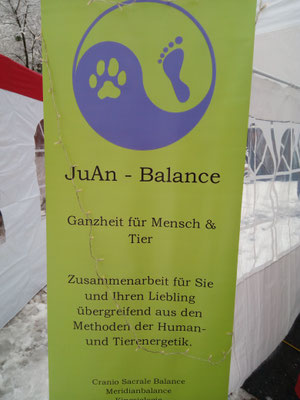 JuAn - Balance
Ganzheit für Mensch &
Tier
Zusammenarbeit für Sie
und Ihren Liebling
übergreifend aus den
Methoden der Human-
und Tierenergetik.
Cranio Sacrale Balance
Meridianbalance
Kinesiologie